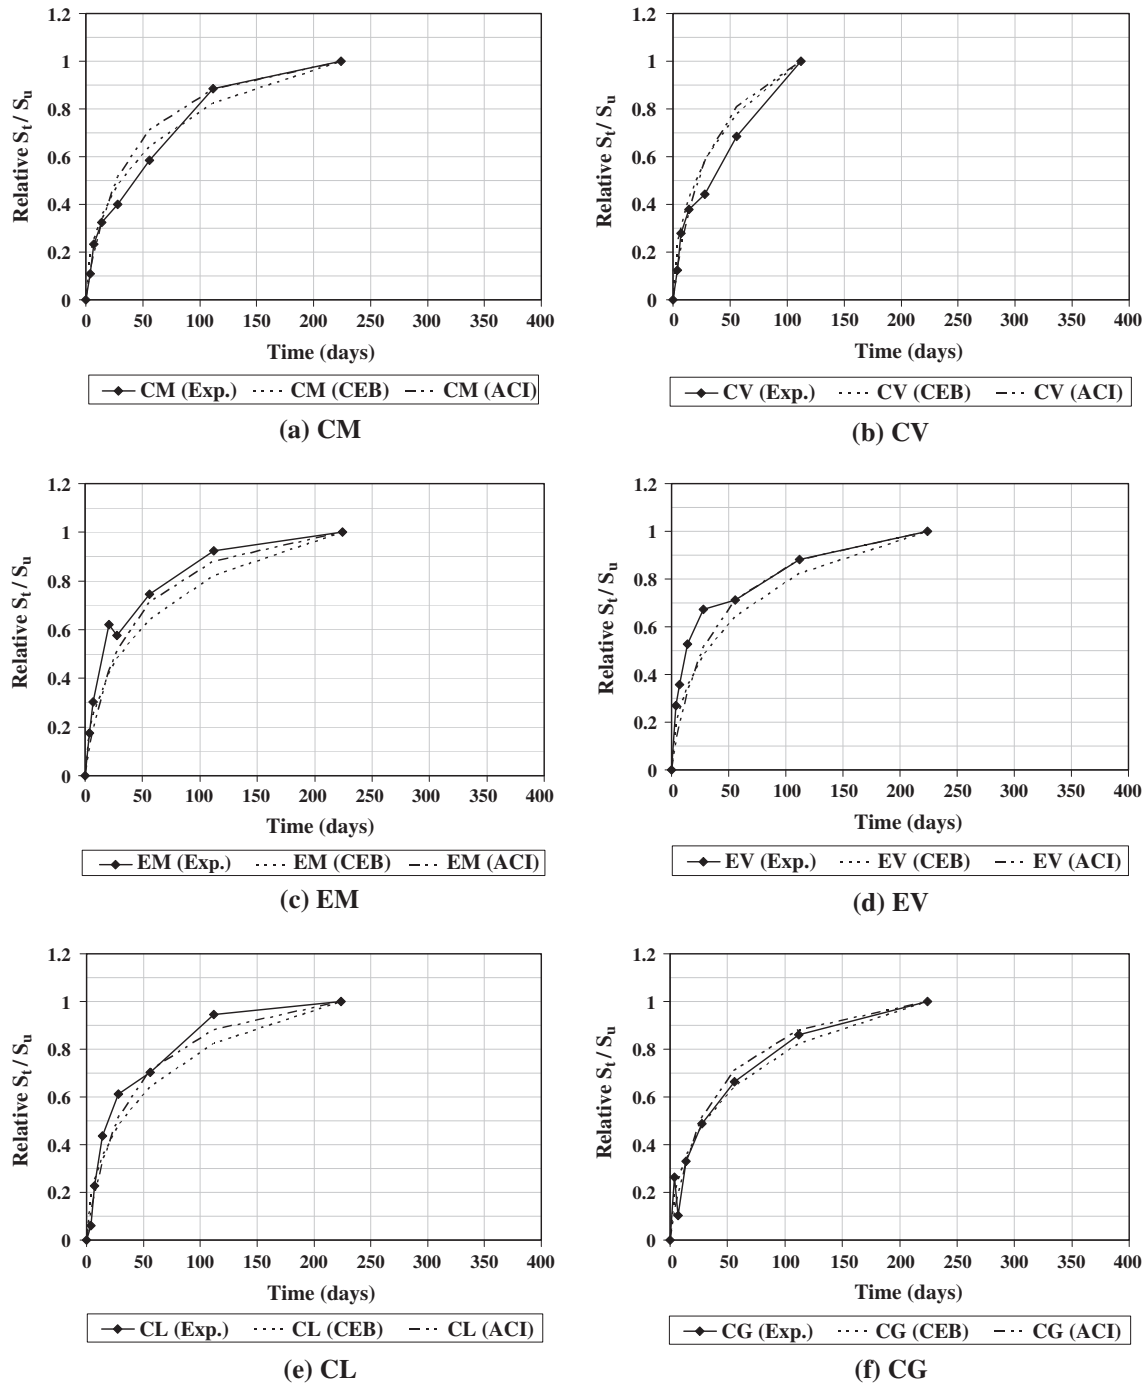 1.2
1
0.8
0.6
0.4
0.2
0
Relative St / Su
0 50 100 150 200 250 300 350 400
Time (days)
CM (Exp.) CM (CEB) CM (ACI)
(a) CM
1.2
1
0.8
0.6
0.4
0.2
0
Relative St / Su
0 50 100 150 200 250 300 350 400
Time (days)
CV (Exp.) CV (CEB) CV (ACI)
(b) CV
1.2
1
0.8
0.6
0.4
0.2
0
Relative St / Su
0 50 100 150 200 250 300 350 400
Time (days)
EM (Exp.) EM (CEB) EM (ACI)
(c) EM
1.2
1
0.8
0.6
0.4
0.2
0
Relative St / Su
0 50 100 150 200 250 300 350 400
Time (days)
EV (Exp.) EV (CEB) EV (ACI)
(d) EV
1.2
1
0.8
0.6
0.4
0.2
0
Relative St / Su
0 50 100 150 200 250 300 350 400
Time (days)
CL (Exp.) CL (CEB) CL (ACI)
(e) CL
1.2
1
0.8
0.6
0.4
0.2
0
Relative St / Su
0 50 100 150 200 250 300 350 400
Time (days)
CG (Exp.) CG (CEB) CG (ACI)
(f) CG